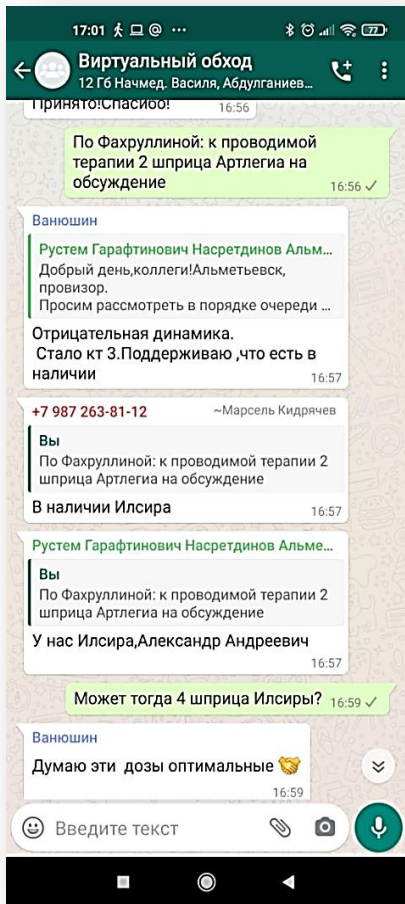 17:01
77
Виртуальный обход
12 Гб Начмед. Василя, Абдулганиев...
Принято!Спасибо!
16:56
По Фахруллиной: к проводимой
терапии 2 шприца Артлегиа на
обсуждение
16:56
Ванюшин
Рустем Гарафтинович Насретдинов Альм...
Добрый день,коллеги!Альметьевск,
провизор.
Просим рассмотреть в порядке очереди ...
Отрицательная динамика.
Стало кт 3.Поддерживаю ,что есть в
наличии
16:57
+7 987 263-81-12 ~Марсель Кидрячев
Вы
По Фахруллиной: к проводимой терапии 2
шприца Артлегиа на обсуждение
В наличии Илсира
16:57
Рустем Гарафтинович Насретдинов Альме...
Вы
По Фахруллиной: к проводимой терапии 2
шприца Артлегиа на обсуждение
У нас Илсира,Александр Андреевич
16:57
Может тогда 4 шприца Илсиры? 16:59
Ванюшин
Думаю эти дозы оптимальные
16:59
Введите текст